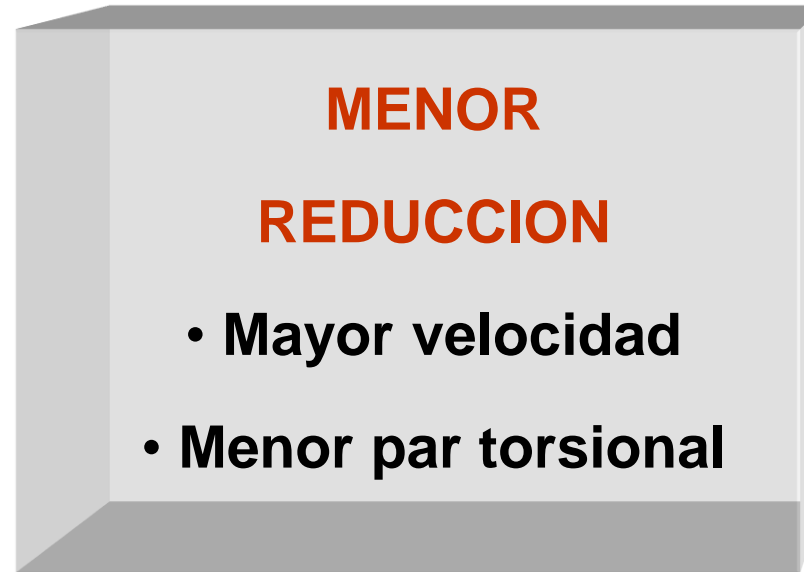 MENOR
REDUCCION
• Mayor velocidad
• Menor par torsional